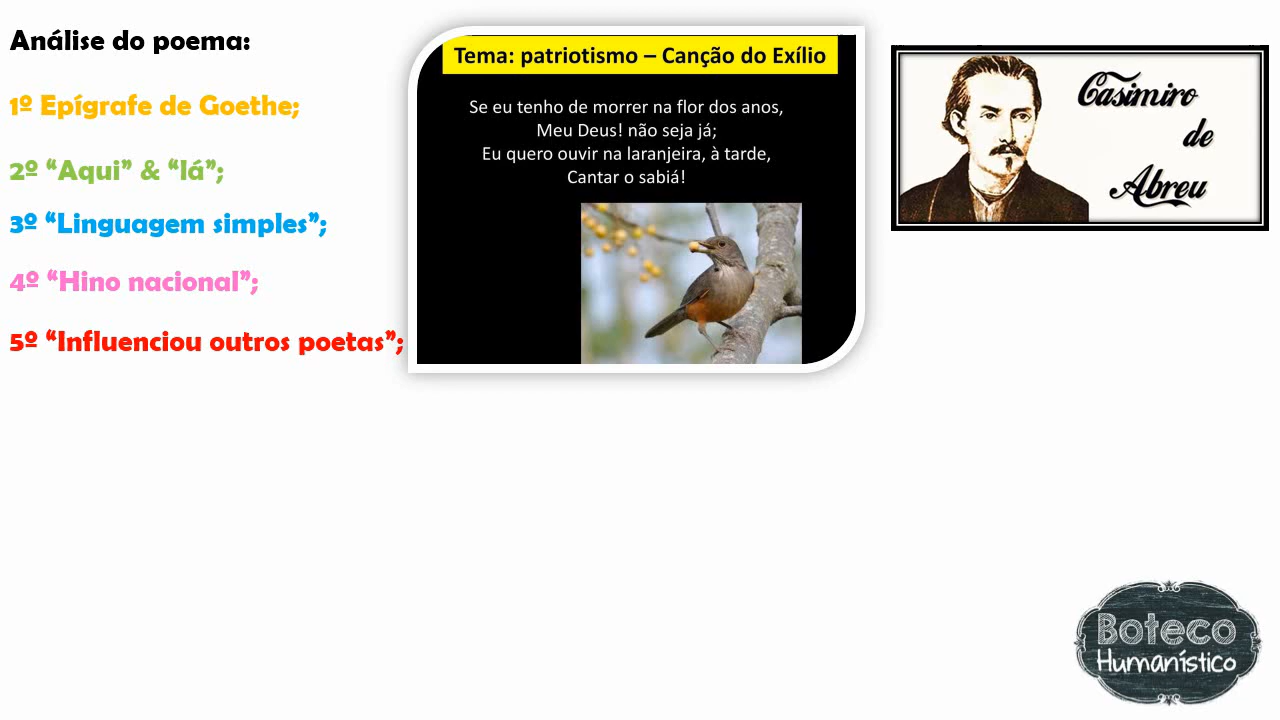 Análise do poema:
1º Epígrafe de Goethe;
2º “Aqui” & “lá”;
3º “Linguagem simples”;
4º “Hino nacional”;
5º “Influenciou outros poetas”;
Tema: patriotismo – Canção do Exílio
Se eu tenho de morrer na flor dos anos,
Meu Deus! não seja já;
Eu quero ouvir na laranjeira, à tarde,
Cantar o sabiá!
Casimiro
de
Abreu
Boteco
Humanístico